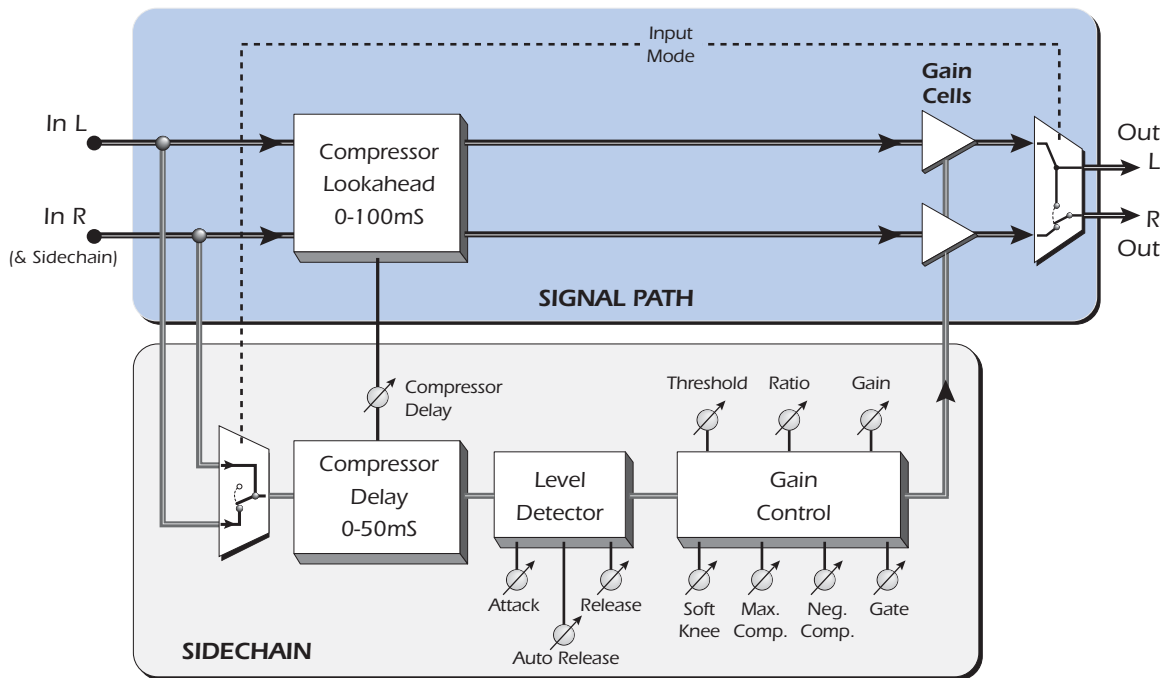 Input
Mode
Gain
Cells
In L
In R
(& Sidechain)
Compressor
Lookahead
0-100mS
Out
L
R
Out
SIGNAL PATH
Compressor
Delay
Threshold
Ratio
Gain
Compressor
Delay
0-50mS
Level
Detector
Gain
Control
Attack
Release
Auto Release
Soft
Knee
Max.
Comp.
Neg.
Comp.
Gate
SIDECHAIN